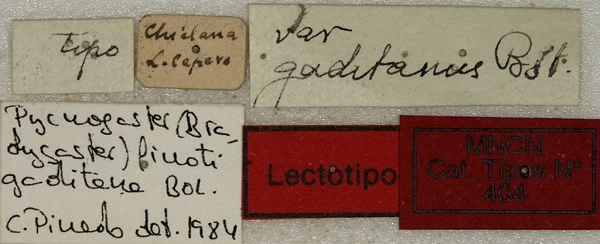 tipo
Chiclana
L. Cepero
var
gaditanus Bol.
Pycnogaster (Bra-
dygaster) finoti
gaditana BOL.
C. Pinedo det. 1984
Lectotipo
MNCN
Cat. Tipos Nº
404